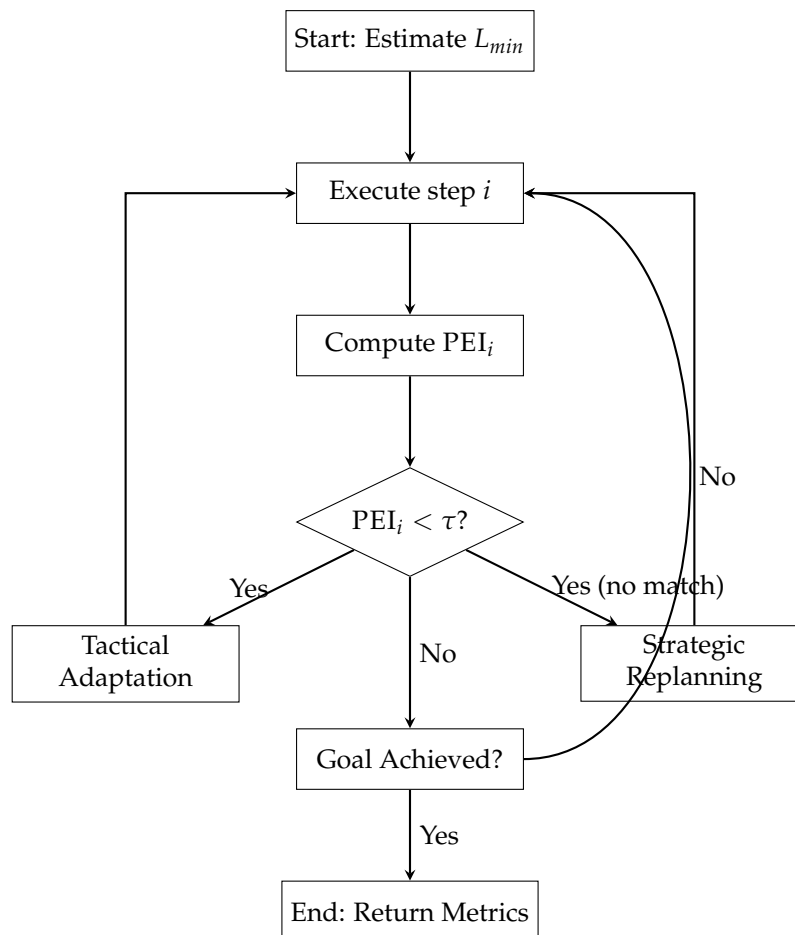 Start: Estimate L_min
Execute step i
Compute PEI_i
No
PEI_i < τ?
Yes
Yes (no match)
Tactical
Adaptation
No
Strategic
Replanning
Goal Achieved?
Yes
End: Return Metrics